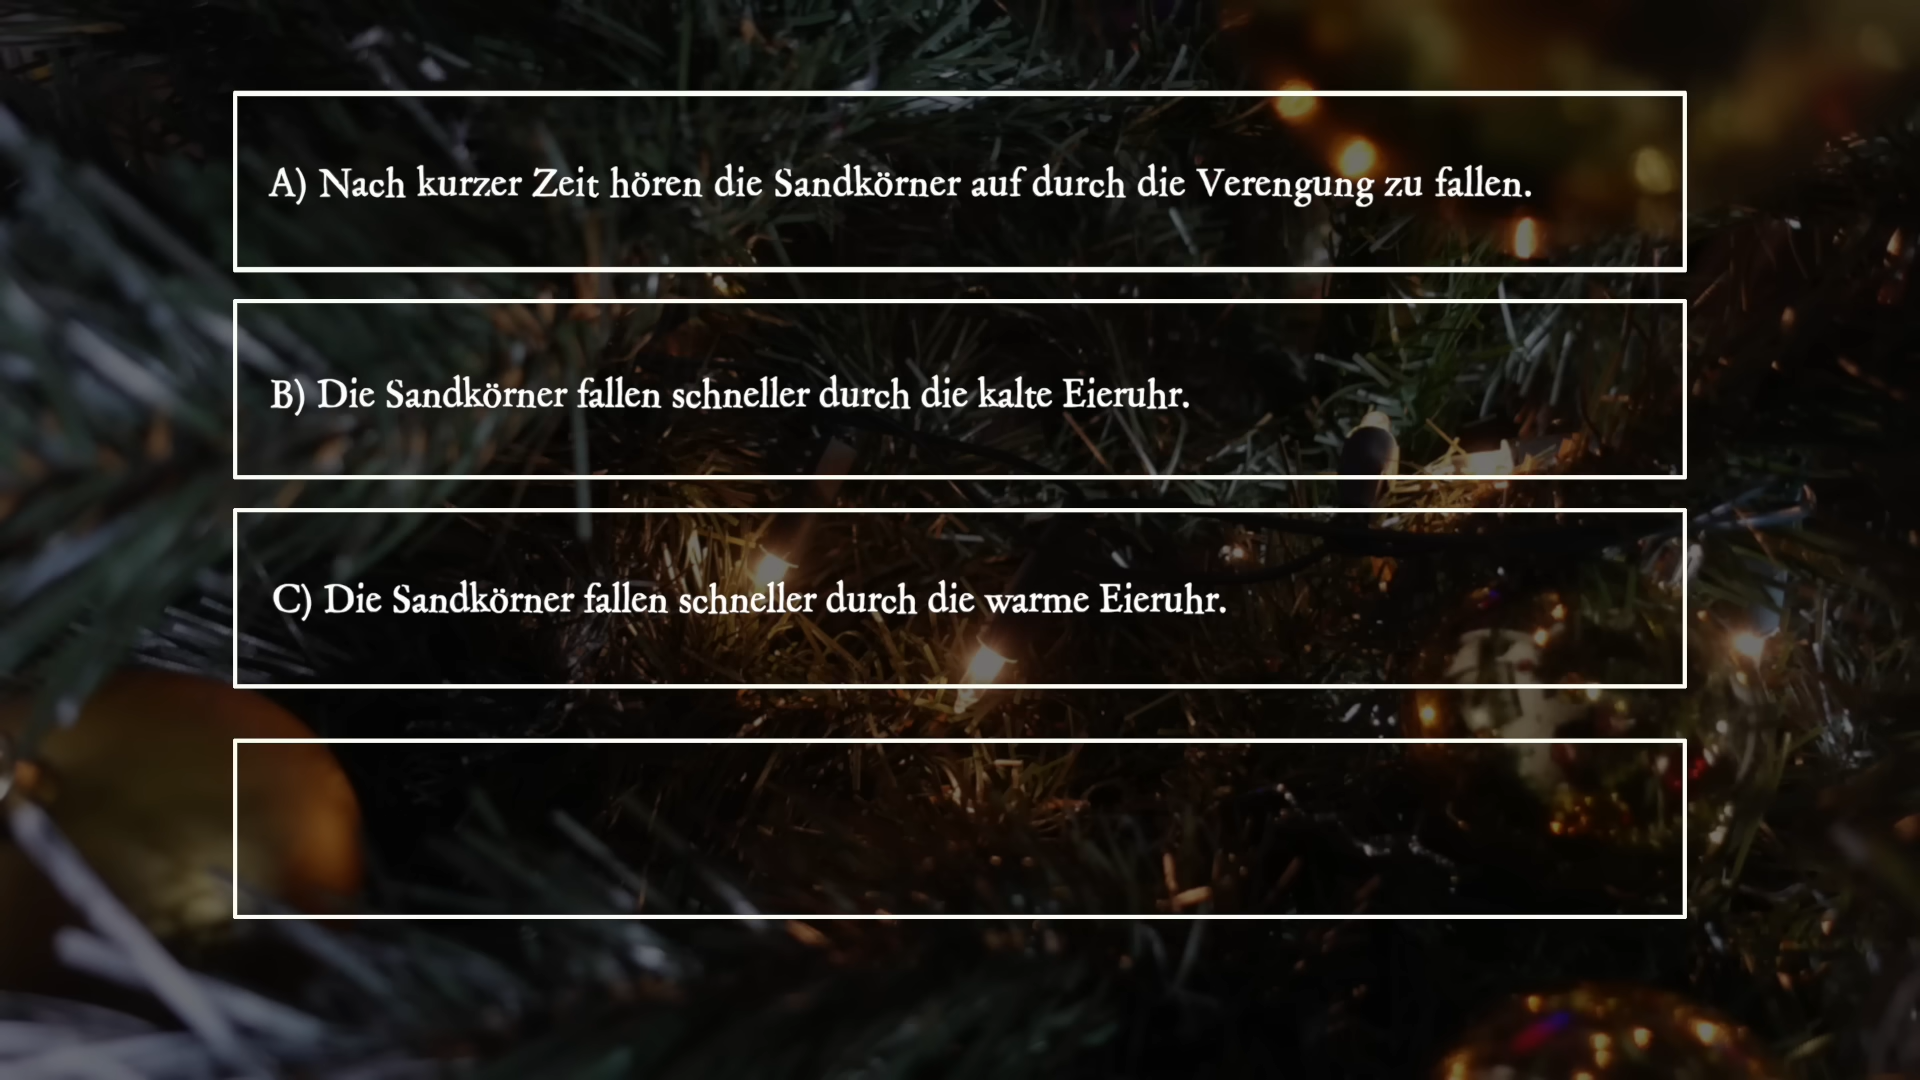 A) Nach kurzer Zeit hören die Sandkörner auf durch die Verengung zu fallen.
B) Die Sandkörner fallen schneller durch die kalte Eieruhr.
C) Die Sandkörner fallen schneller durch die warme Eieruhr.